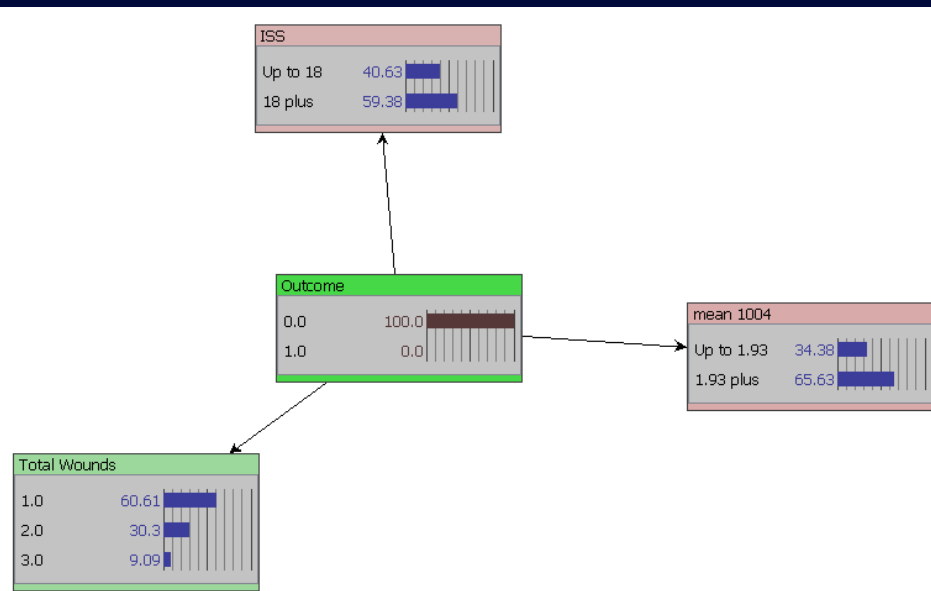 ISS
Up to 18 40.63
18 plus 59.38
Outcome
0.0 100.0
1.0 0.0
mean 1004
Up to 1.93 34.38
1.93 plus 65.63
Total Wounds
1.0 60.61
2.0 30.3
3.0 9.09